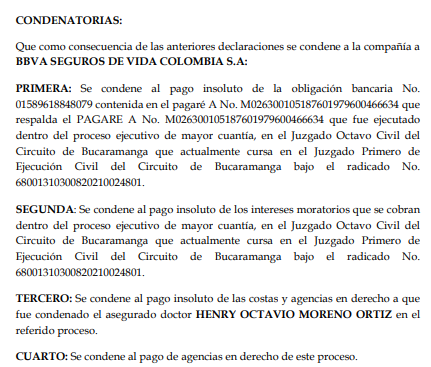 CONDENATORIAS:
Que como consecuencia de las anteriores declaraciones se condene a la compañía a
BBVA SEGUROS DE VIDA COLOMBIA S.A:
PRIMERA: Se condene al pago insoluto de la obligación bancaria No.
01589618848079 contenida en el pagaré A No. M026300105187601979600466634 que
respalda el PAGARE A No. M026300105187601979600466634 que fue ejecutado
dentro del proceso ejecutivo de mayor cuantía, en el Juzgado Octavo Civil del
Circuito de Bucaramanga que actualmente cursa en el Juzgado Primero de
Ejecución Civil del Circuito de Bucaramanga bajo el radicado No.
68001310300820210024801.
SEGUNDA: Se condene al pago insoluto de los intereses moratorios que se cobran
dentro del proceso ejecutivo de mayor cuantía, en el Juzgado Octavo Civil del
Circuito de Bucaramanga que actualmente cursa en el Juzgado Primero de
Ejecución Civil del Circuito de Bucaramanga bajo el radicado No.
68001310300820210024801.
TERCERO: Se condene al pago insoluto de las costas y agencias en derecho a que
fue condenado el asegurado doctor HENRY OCTAVIO MORENO ORTIZ en el
referido proceso.
CUARTO: Se condene al pago de agencias en derecho de este proceso.